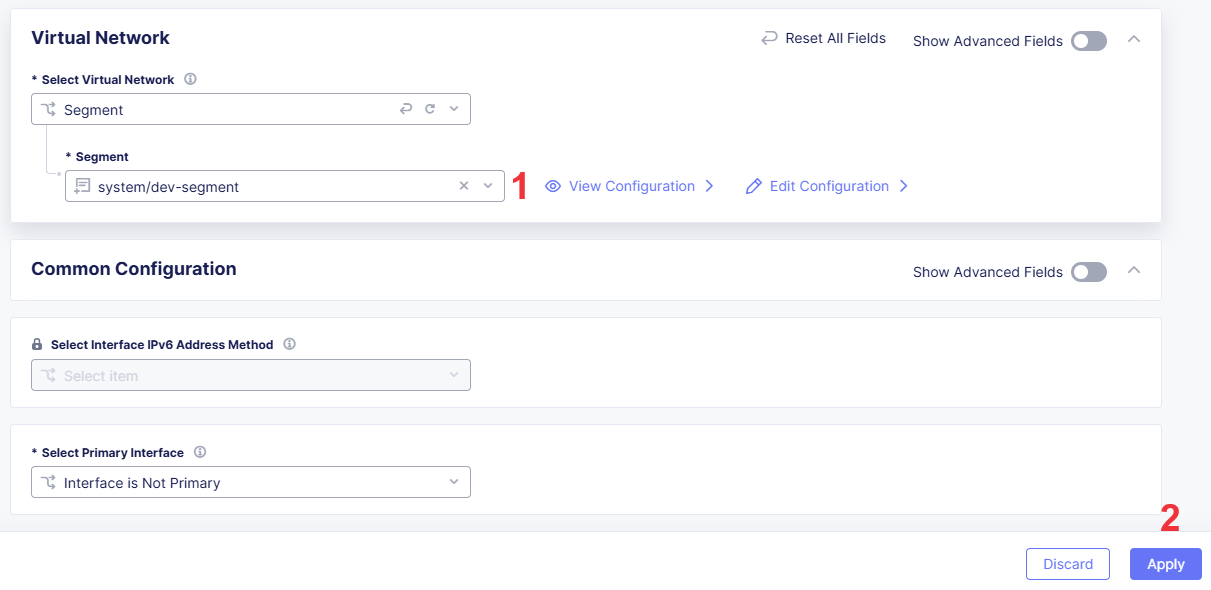 Virtual Network
Reset All Fields
Show Advanced Fields
* Select Virtual Network
Segment
* Segment
system/dev-segment
1
View Configuration
Edit Configuration
Common Configuration
Show Advanced Fields
Select Interface IPv6 Address Method
Select item
* Select Primary Interface
Interface is Not Primary
2
Discard
Apply